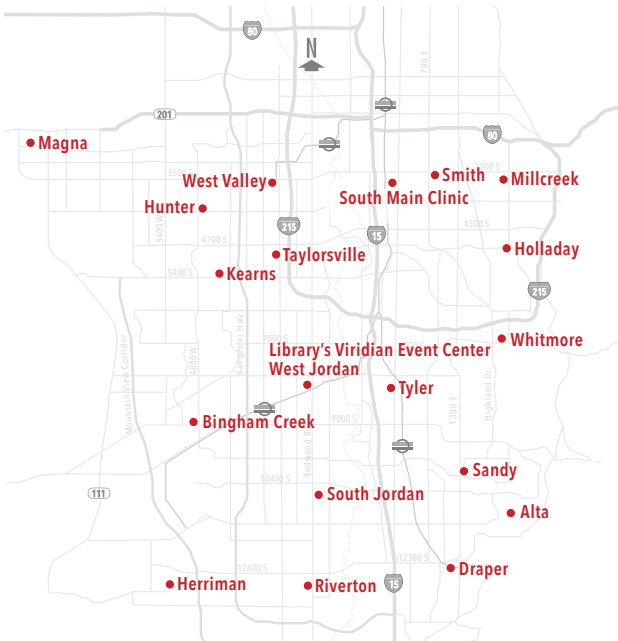 80
N
700 E
201
80
Magna
3500 S
Smith
West Valley
Millcreek
South Main Clinic
Hunter
5400 W
215
15
4500 S
4700 S
Holladay
Taylorsville
5400 S
Kearns
215
Mountain View Corridor
Bangerter Hwy
7000 S
Whitmore
Library's Viridian Event Center
West Jordan
4800 W
Tyler
1300 E
Highland Dr.
9000 S
Bingham Creek
Sandy
10400 S
111
South Jordan
Alta
12300 S
12600 S
Draper
Herriman
Riverton
15